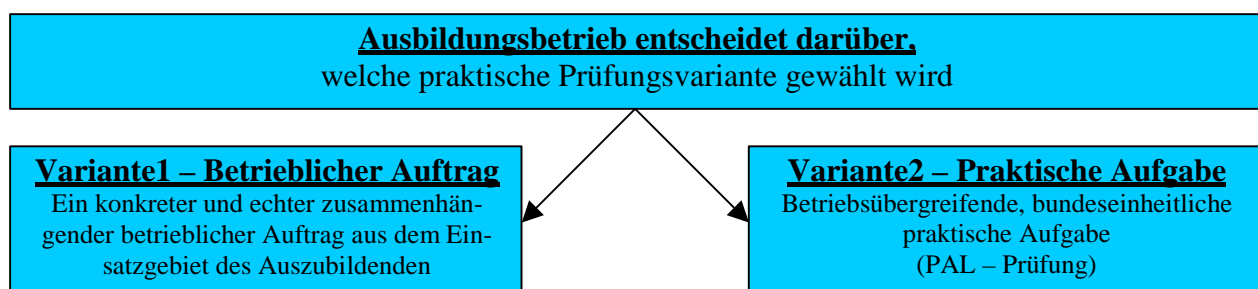 Ausbildungsbetrieb entscheidet darüber,
welche praktische Prüfungsvariante gewählt wird
Variante1 – Betrieblicher Auftrag
Ein konkreter und echter zusammenhän-
gender betrieblicher Auftrag aus dem Ein-
satzgebiet des Auszubildenden
Variante2 – Praktische Aufgabe
Betriebsübergreifende, bundeseinheitliche
praktische Aufgabe
(PAL – Prüfung)